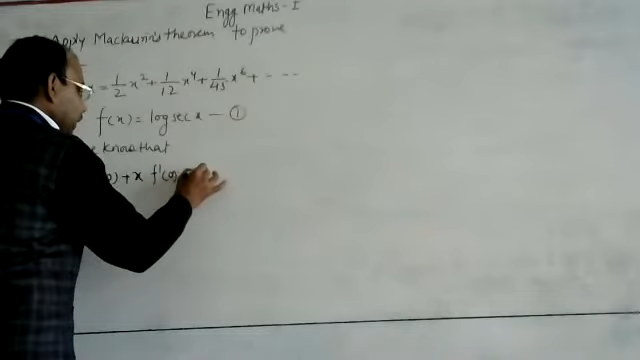 Engg Maths-I
Apply Maclaurin's theorem to prove
= 1/2 x² + 1/12 x⁴ + 1/45 x⁶ + - - -
f(x) = log sec x — ①
know that
) + x f'(0)